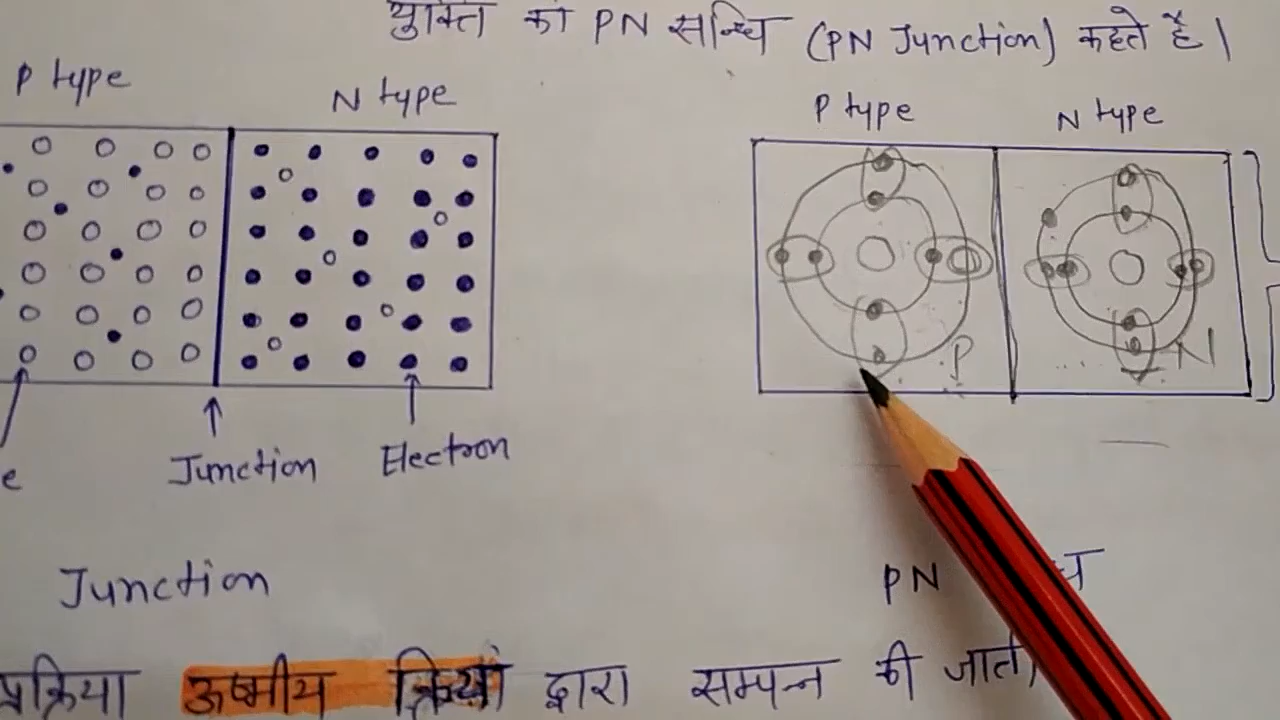 युक्ति को PN सन्धि (PN Junction) कहते हैं।
P type
N type
P type
N type
P
N
Junction
Electron
Junction
PN
प्रक्रिया ऊष्मीय क्रिया द्वारा सम्पन्न की जाती